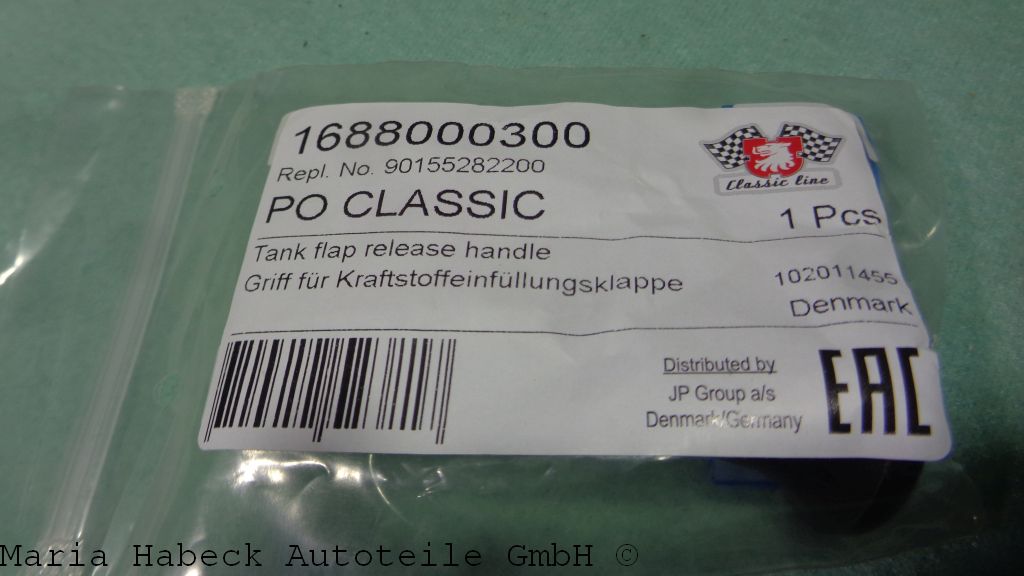 1688000300
Repl. No. 90155282200
PO CLASSIC
Classic line
1 Pcs
Tank flap release handle
Griff für Kraftstoffeinfüllungsklappe
102011455
Denmark
Distributed by
JP Group a/s
Denmark/Germany
EAC
Maria Habeck Autoteile GmbH ©